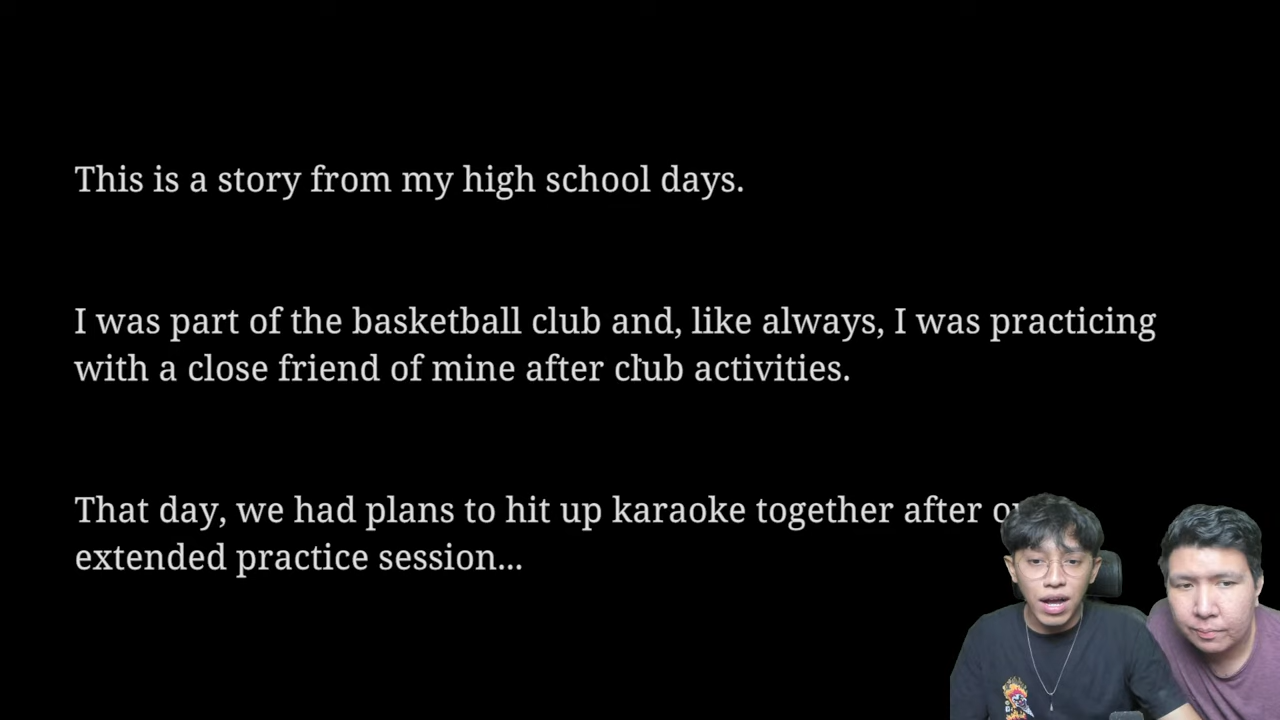 This is a story from my high school days.
I was part of the basketball club and, like always, I was practicing
with a close friend of mine after club activities.
That day, we had plans to hit up karaoke together after
extended practice session...